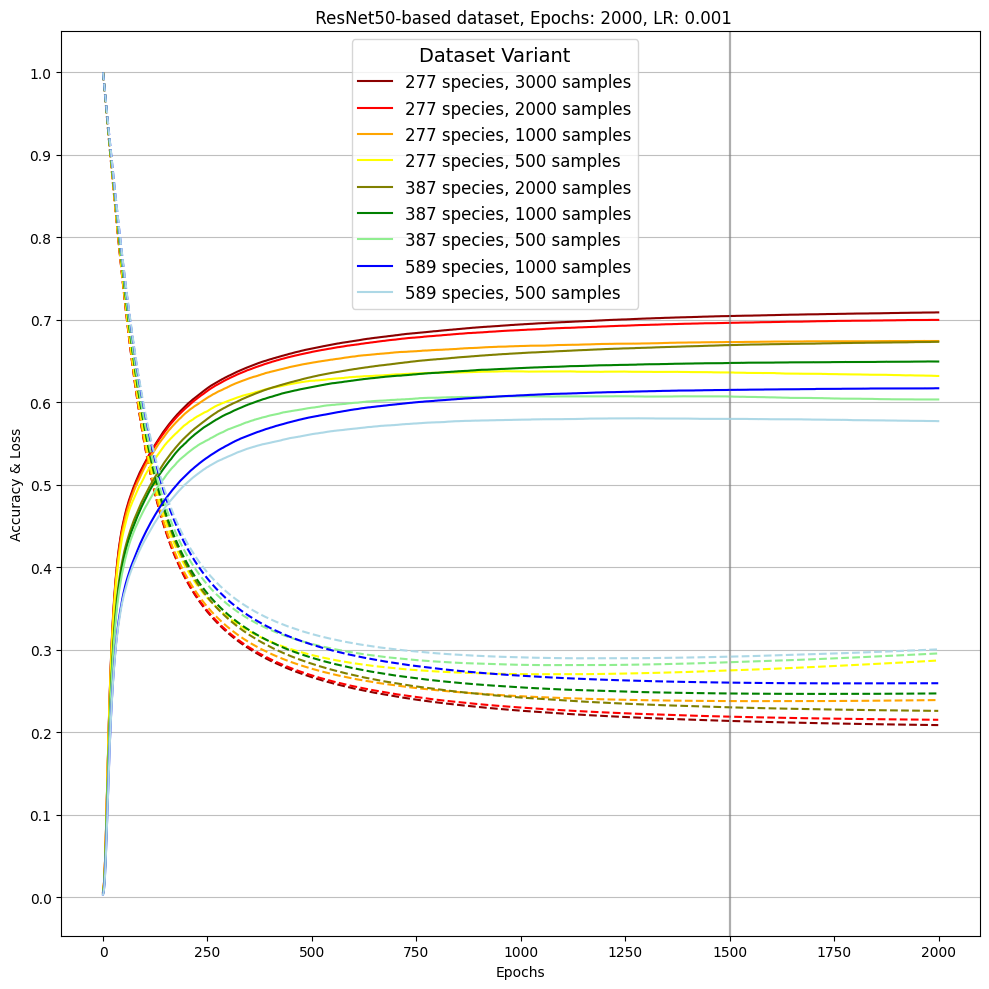 ResNet50-based dataset, Epochs: 2000, LR: 0.001
Dataset Variant
277 species, 3000 samples
277 species, 2000 samples
277 species, 1000 samples
277 species, 500 samples
387 species, 2000 samples
387 species, 1000 samples
387 species, 500 samples
589 species, 1000 samples
589 species, 500 samples
Accuracy & Loss
1.0
0.9
0.8
0.7
0.6
0.5
0.4
0.3
0.2
0.1
0.0
0 250 500 750 1000 1250 1500 1750 2000
Epochs